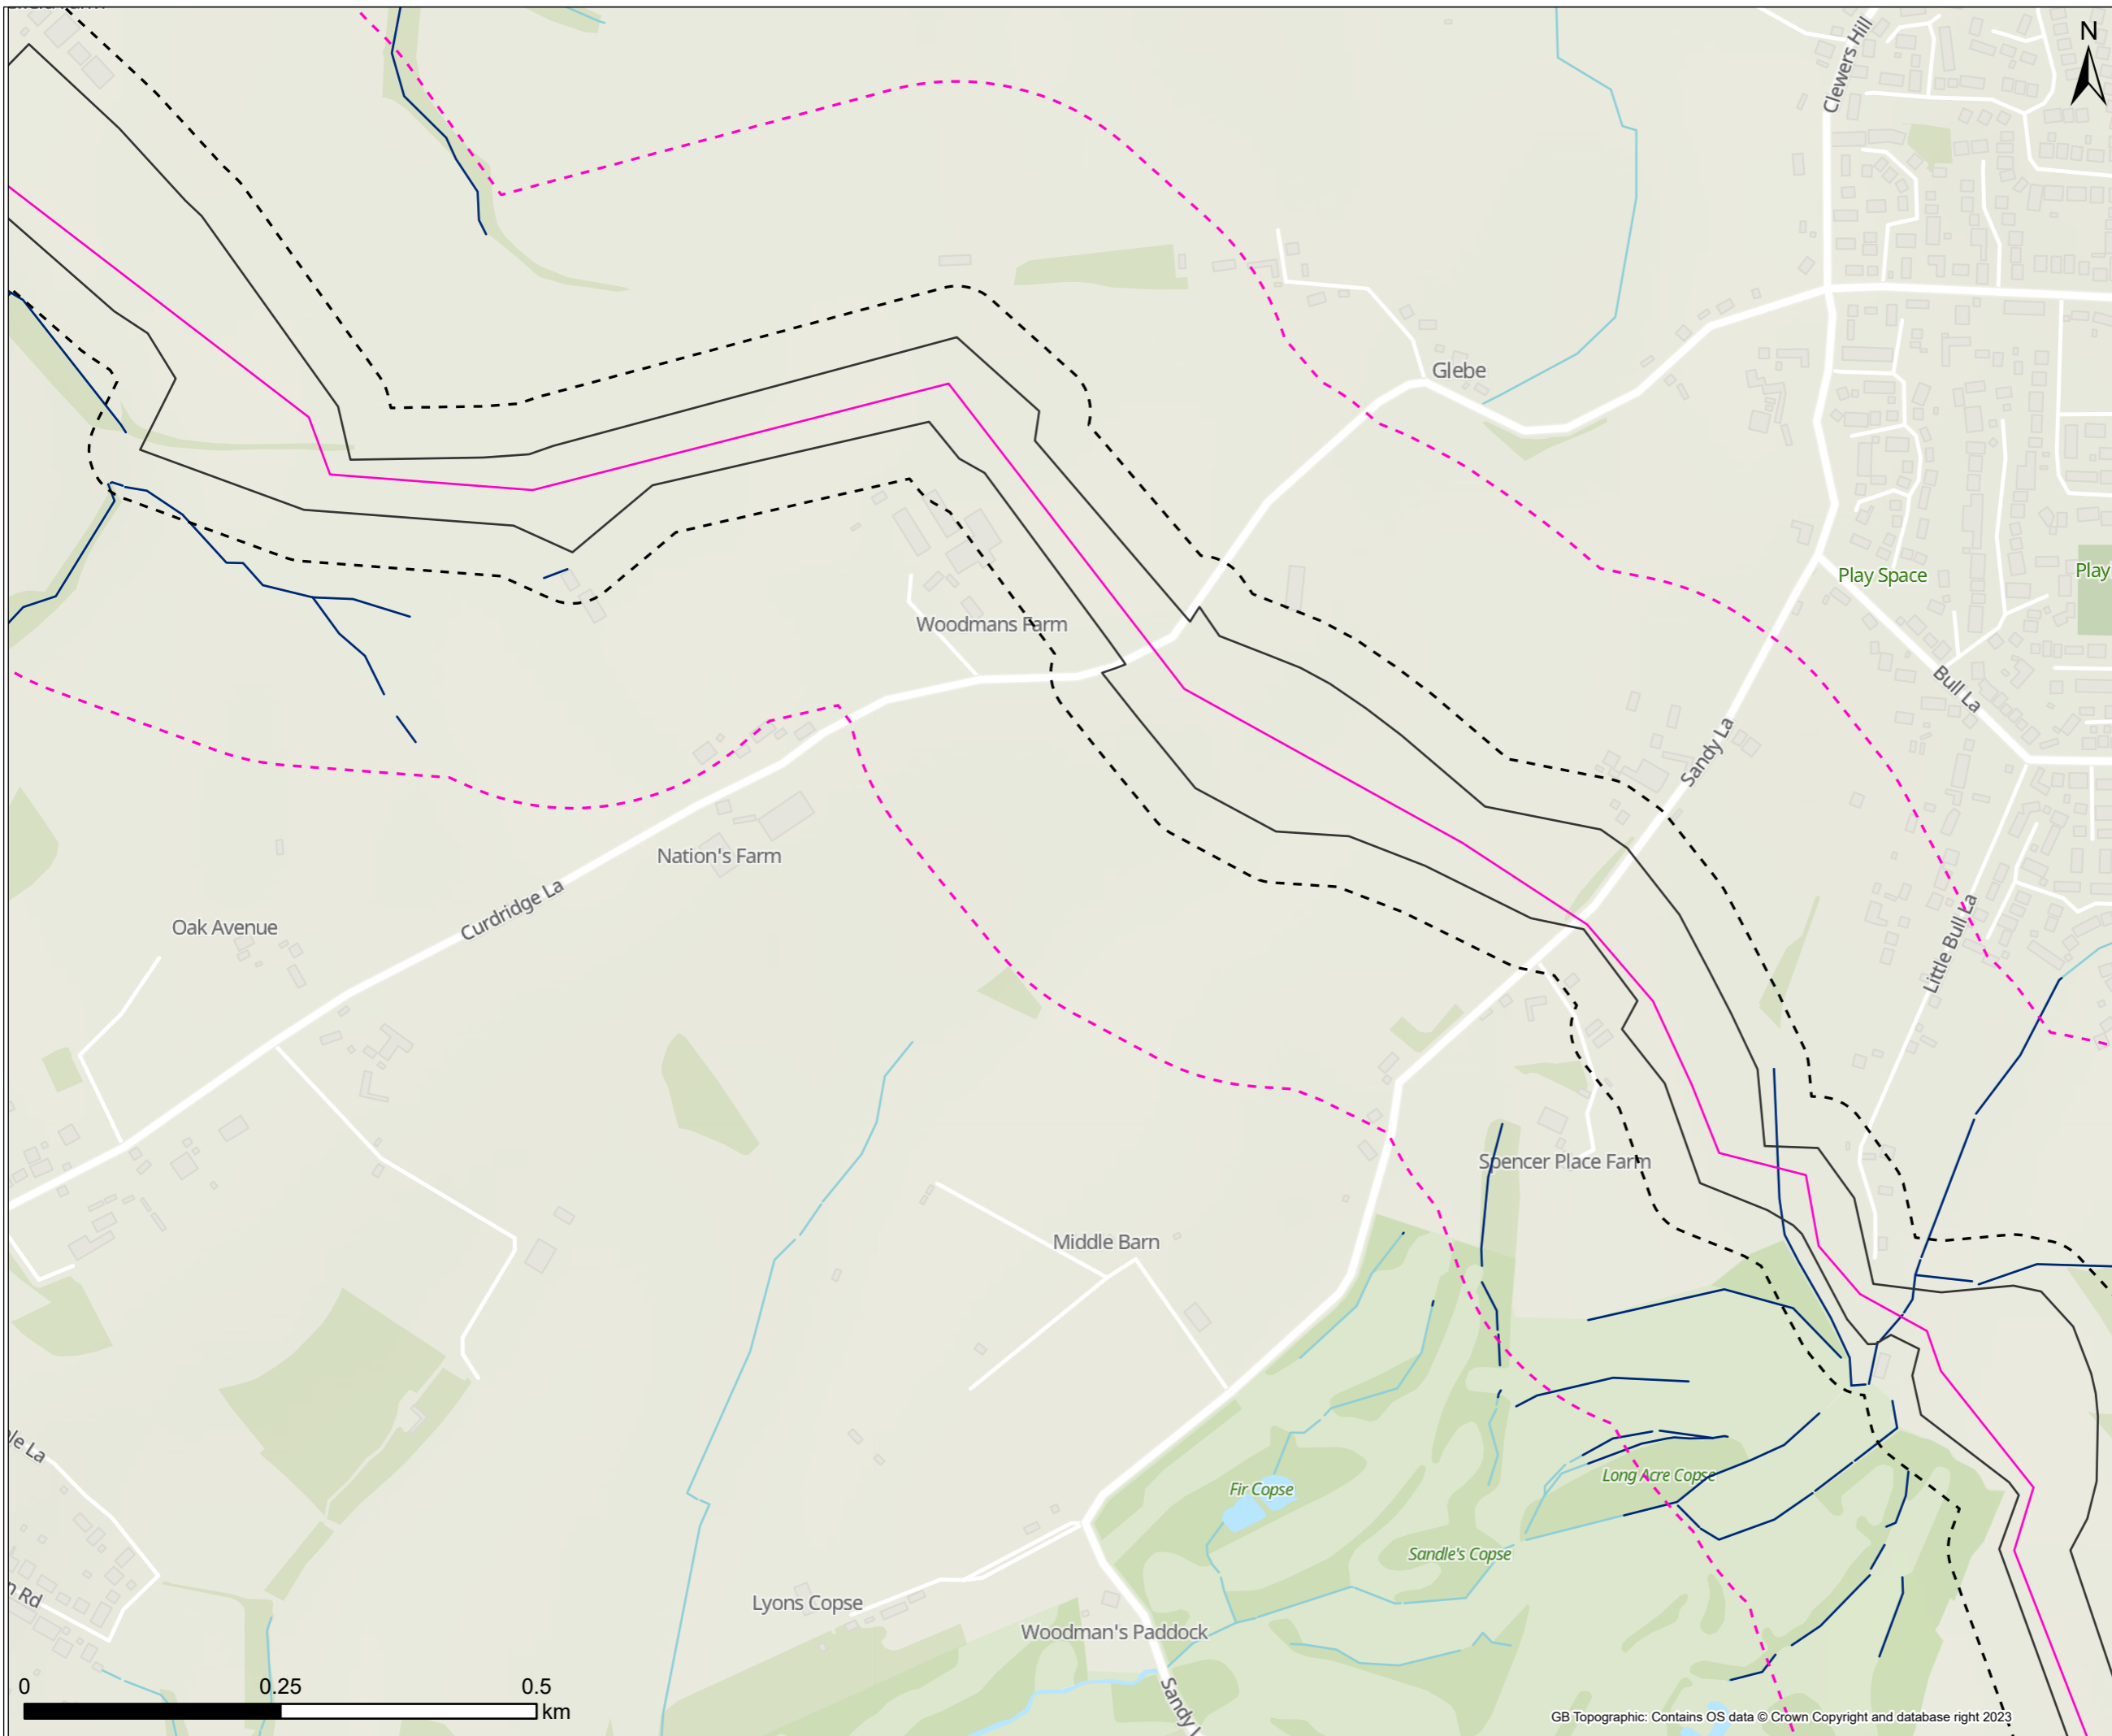 N
Clewers Hill
Glebe
Play Space
Play
Woodmans Farm
Bull La
Sandy La
Nation's Farm
Curdridge La
Oak Avenue
Little Bull La
Spencer Place Farm
Middle Barn
Long Acre Copse
Fir Copse
Sandle's Copse
Lyons Copse
Woodman's Paddock
Sandy L
le La
n Rd
0 0.25 0.5
km
GB Topographic: Contains OS data © Crown Copyright and database right 2023